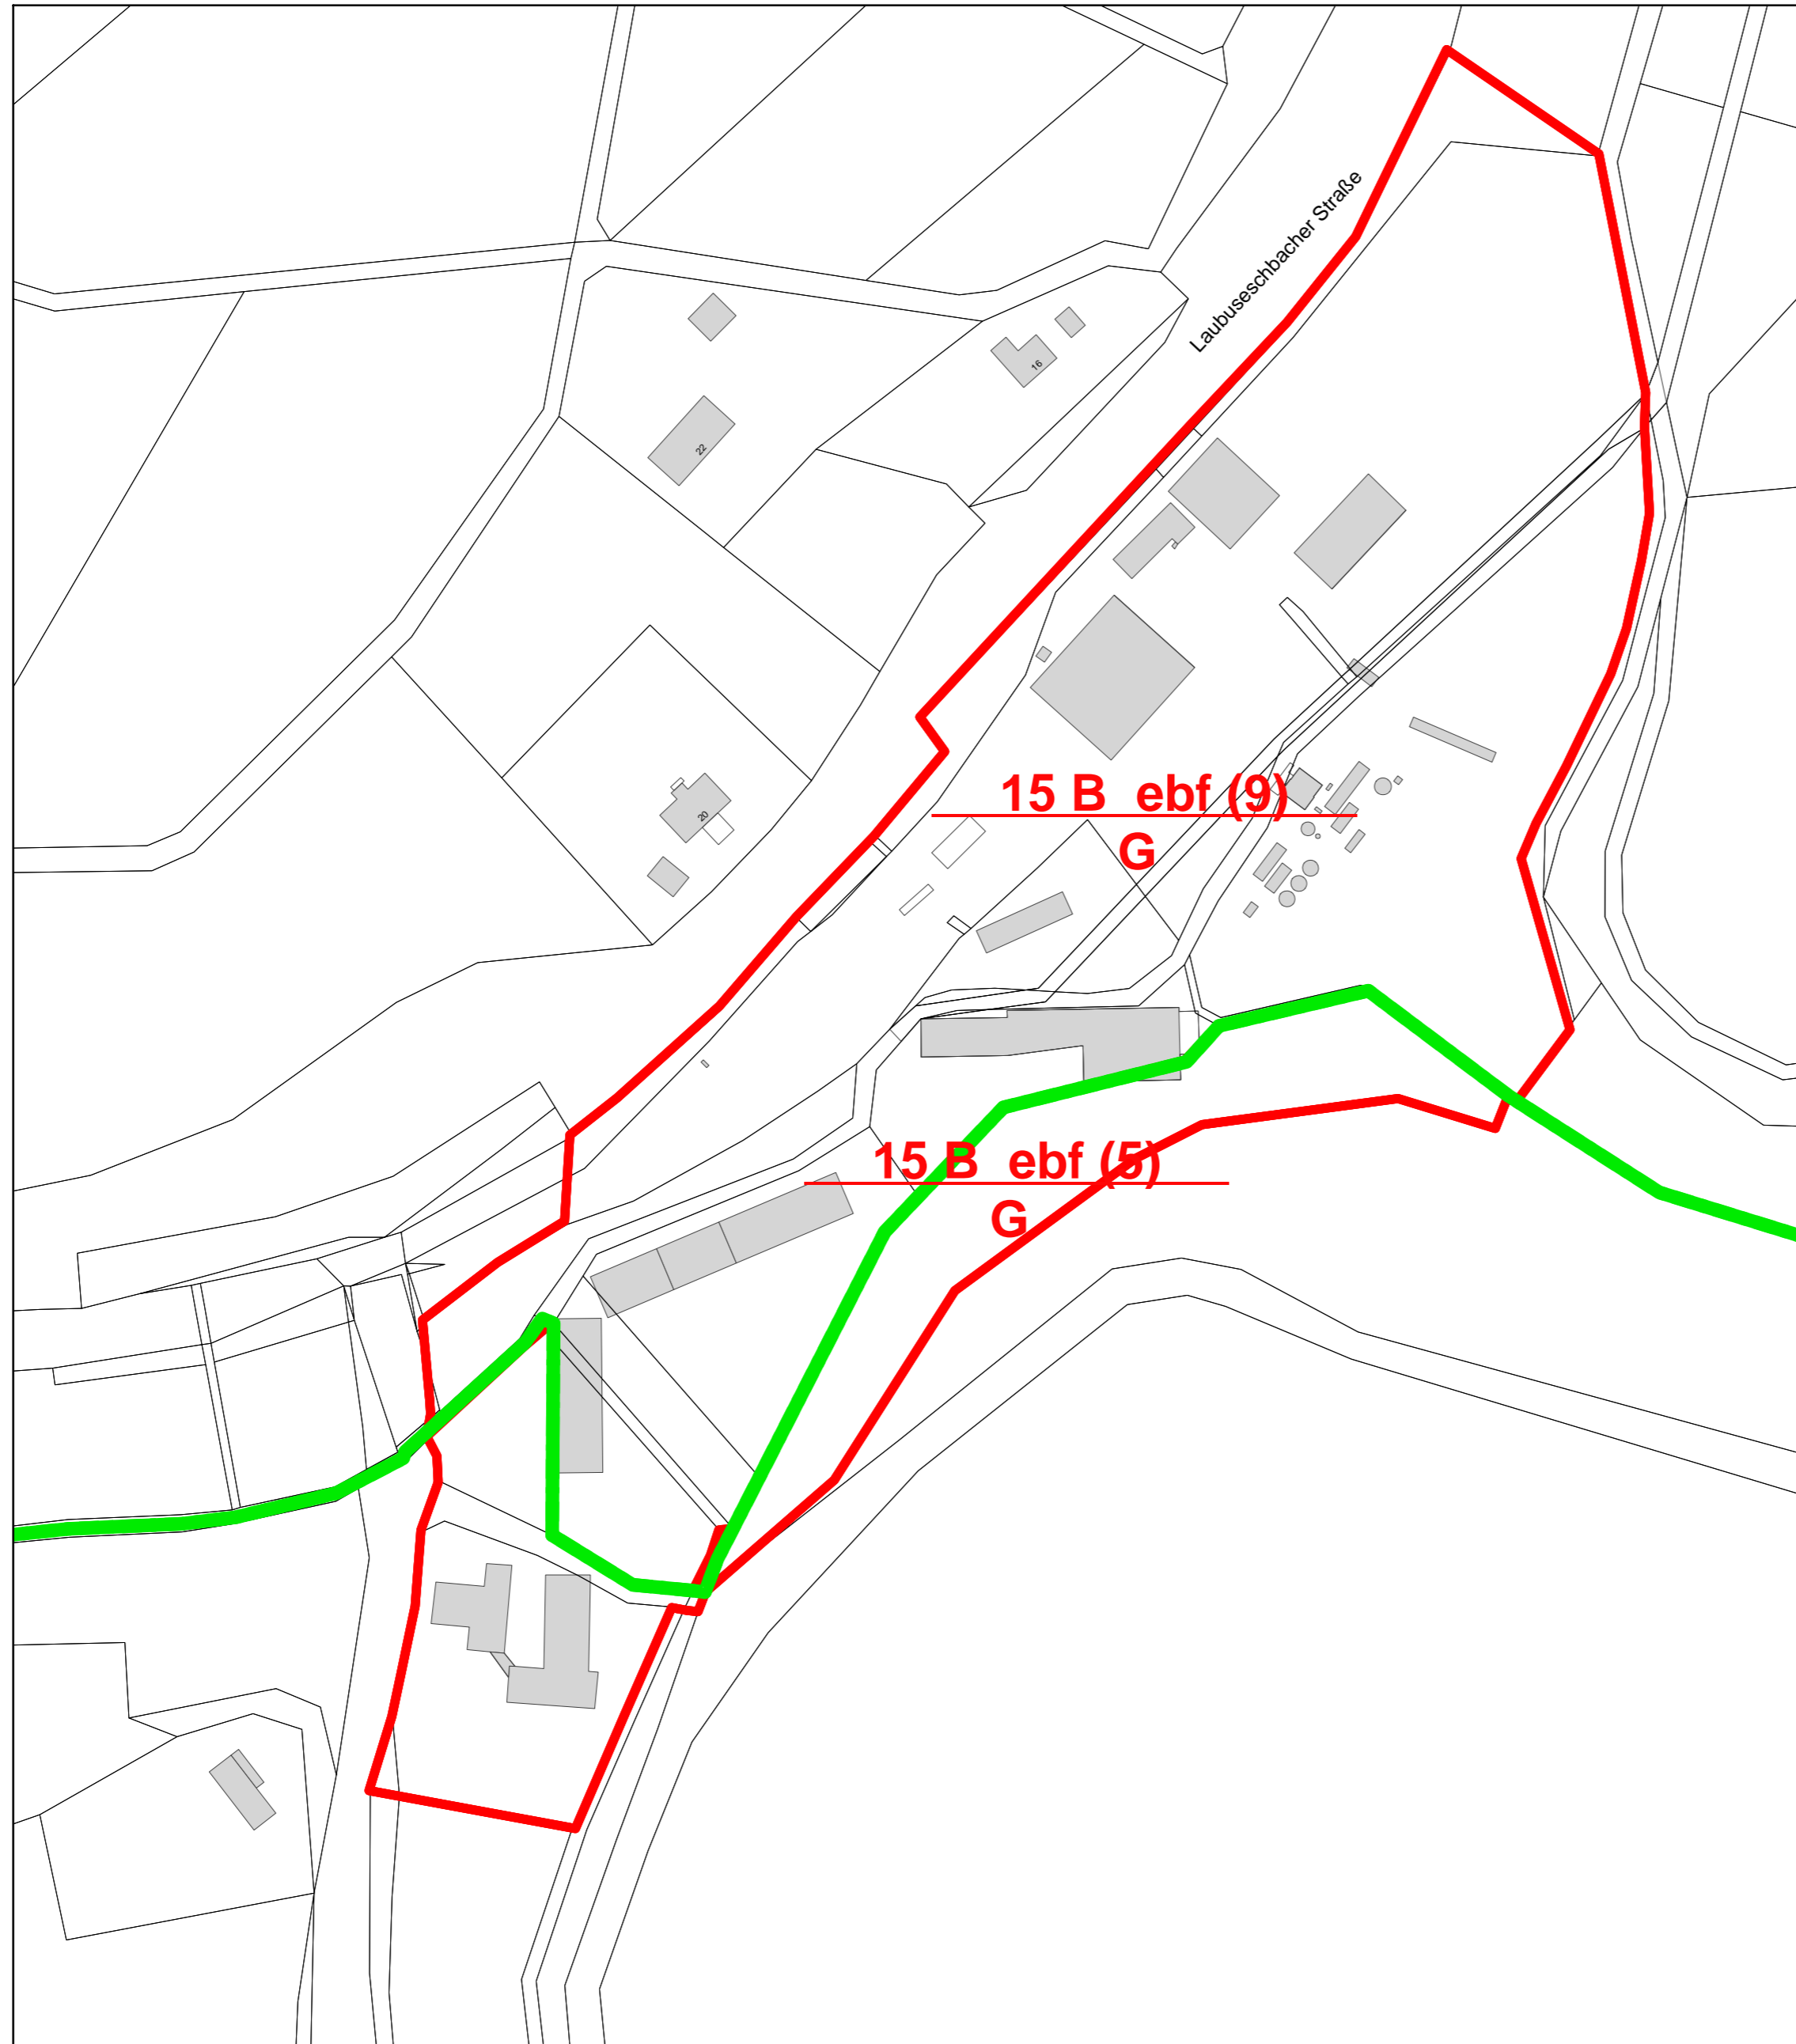 Laubuseschbacher Straße
16
22
15 B ebf (9)
G
20
15 B ebf (5)
G